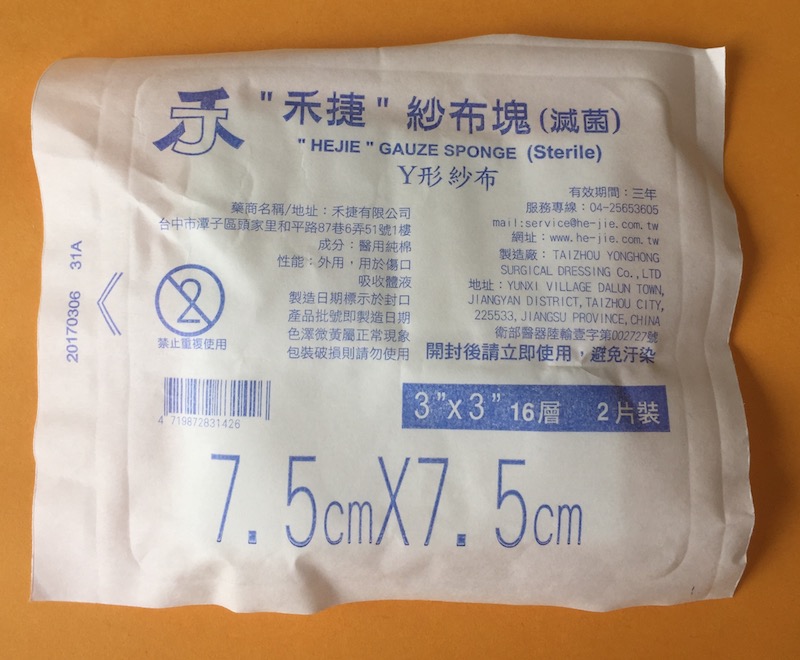 禾
"禾捷"紗布塊(滅菌)
"HEJIE" GAUZE SPONGE (Sterile)
Y形紗布
藥商名稱/地址：禾捷有限公司
台中市潭子區頭家里和平路87巷6弄51號1樓
成分：醫用純棉
性能：外用，用於傷口
吸收體液
製造日期標示於封口
產品批號即製造日期
色澤微黃屬正常現象
包裝破損則請勿使用
有效期間：三年
服務專線：04-25653605
mail:service@he-jie.com.tw
網址：www.he-jie.com.tw
製造廠：TAIZHOU YONGHONG
SURGICAL DRESSING Co.,LTD
地址：YUNXI VILLAGE DALUN TOWN,
JIANGYAN DISTRICT,TAIZHOU CITY,
225533,JIANGSU PROVINCE,CHINA
衛部醫器陸輸壹字第002727號
開封後請立即使用，避免汙染
2
禁止重複使用
20170306 31A
4 719872831426
3"x3" 16層 2片裝
7.5cmX7.5cm